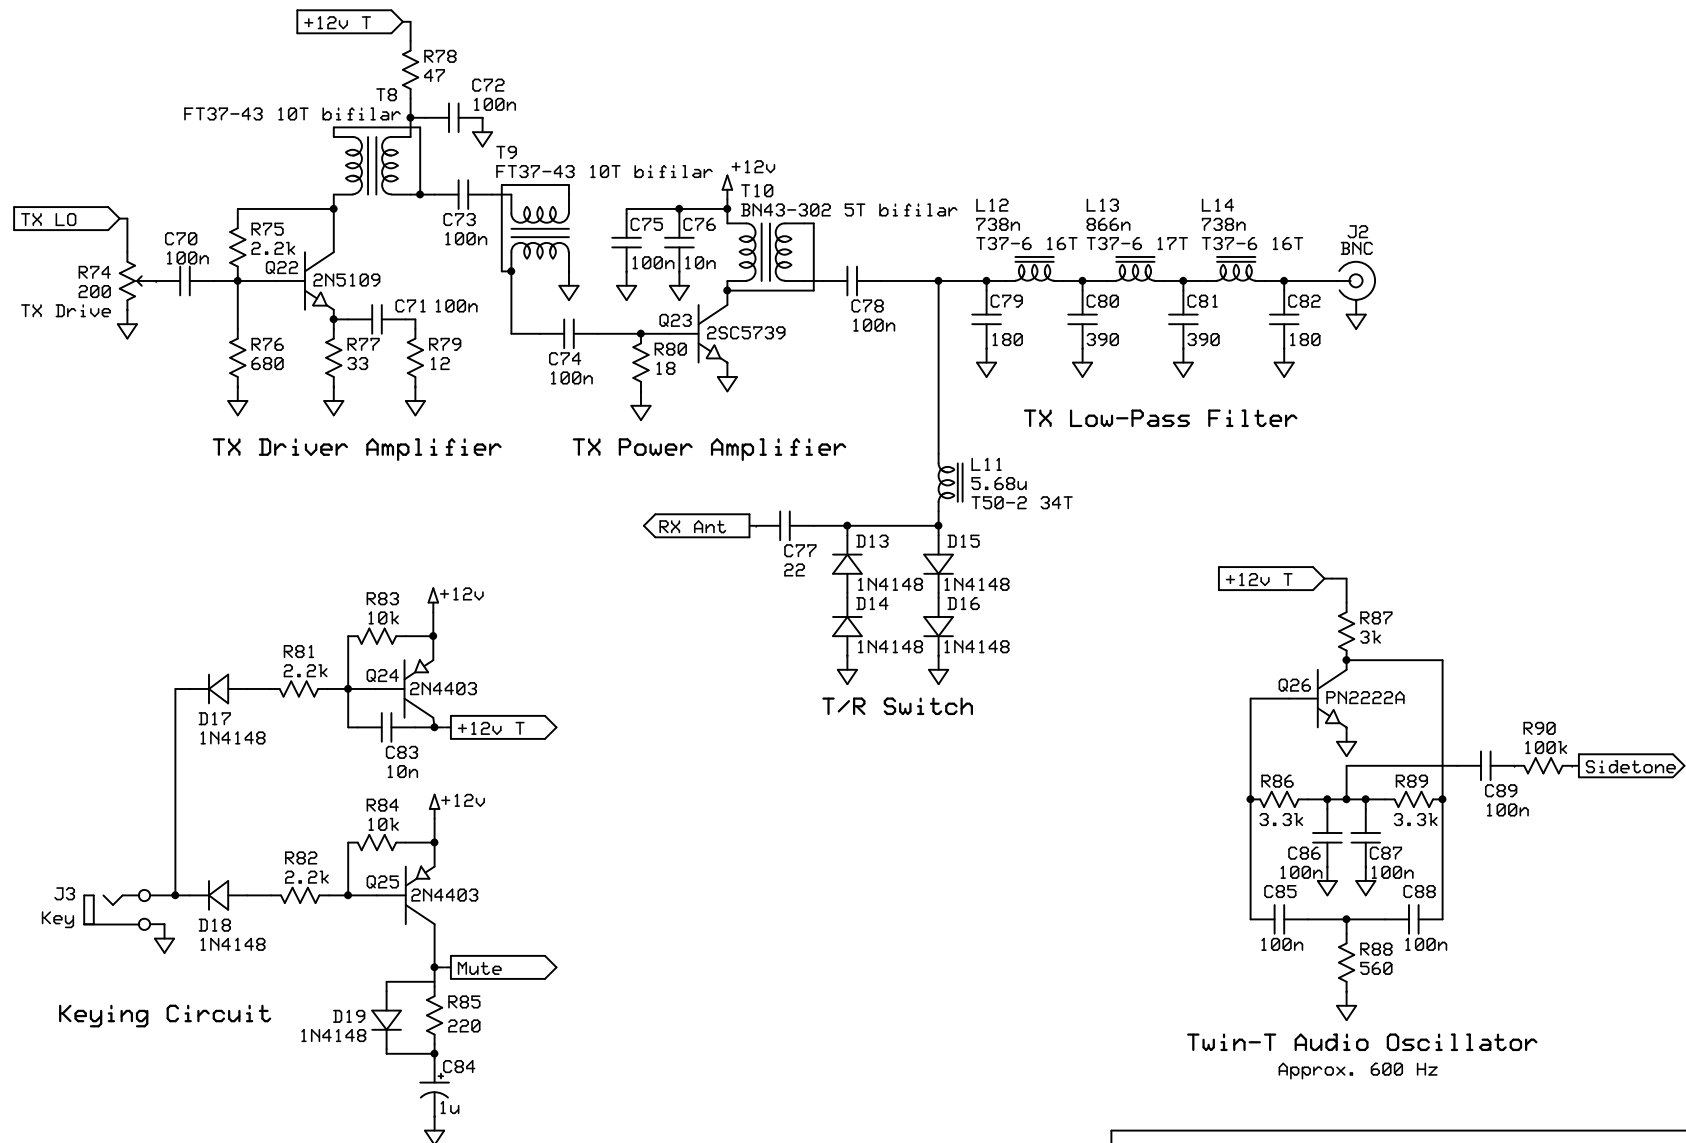 +12v T
R78
47
C72
100n
T8
FT37-43 10T bifilar
T9
FT37-43 10T bifilar
C73
100n
TX LO
R74
200
TX Drive
C70
100n
R75
2.2k
Q22
2N5109
C71 100n
R76
680
R77
33
R79
12
TX Driver Amplifier
+12v
T10
BN43-302 5T bifilar
C75
100n
C76
10n
C74
100n
Q23
2SC5739
R80
18
C78
100n
TX Power Amplifier
L12
738n
T37-6 16T
L13
866n
T37-6 17T
L14
738n
T37-6 16T
J2
BNC
C79
180
C80
390
C81
390
C82
180
TX Low-Pass Filter
L11
5.68u
T50-2 34T
RX Ant
C77
22
D13
1N4148
D14
1N4148
D15
1N4148
D16
1N4148
T/R Switch
+12v
R83
10k
R81
2.2k
Q24
2N4403
D17
1N4148
C83
10n
+12v T
+12v
R84
10k
R82
2.2k
Q25
2N4403
J3
Key
D18
1N4148
Mute
D19
1N4148
R85
220
C84
+
1u
Keying Circuit
+12v T
R87
3k
Q26
PN2222A
R90
100k
Sidetone
C89
100n
R86
3.3k
R89
3.3k
C86
100n
C87
100n
C85
100n
C88
100n
R88
560
Twin-T Audio Oscillator
Approx. 600 Hz